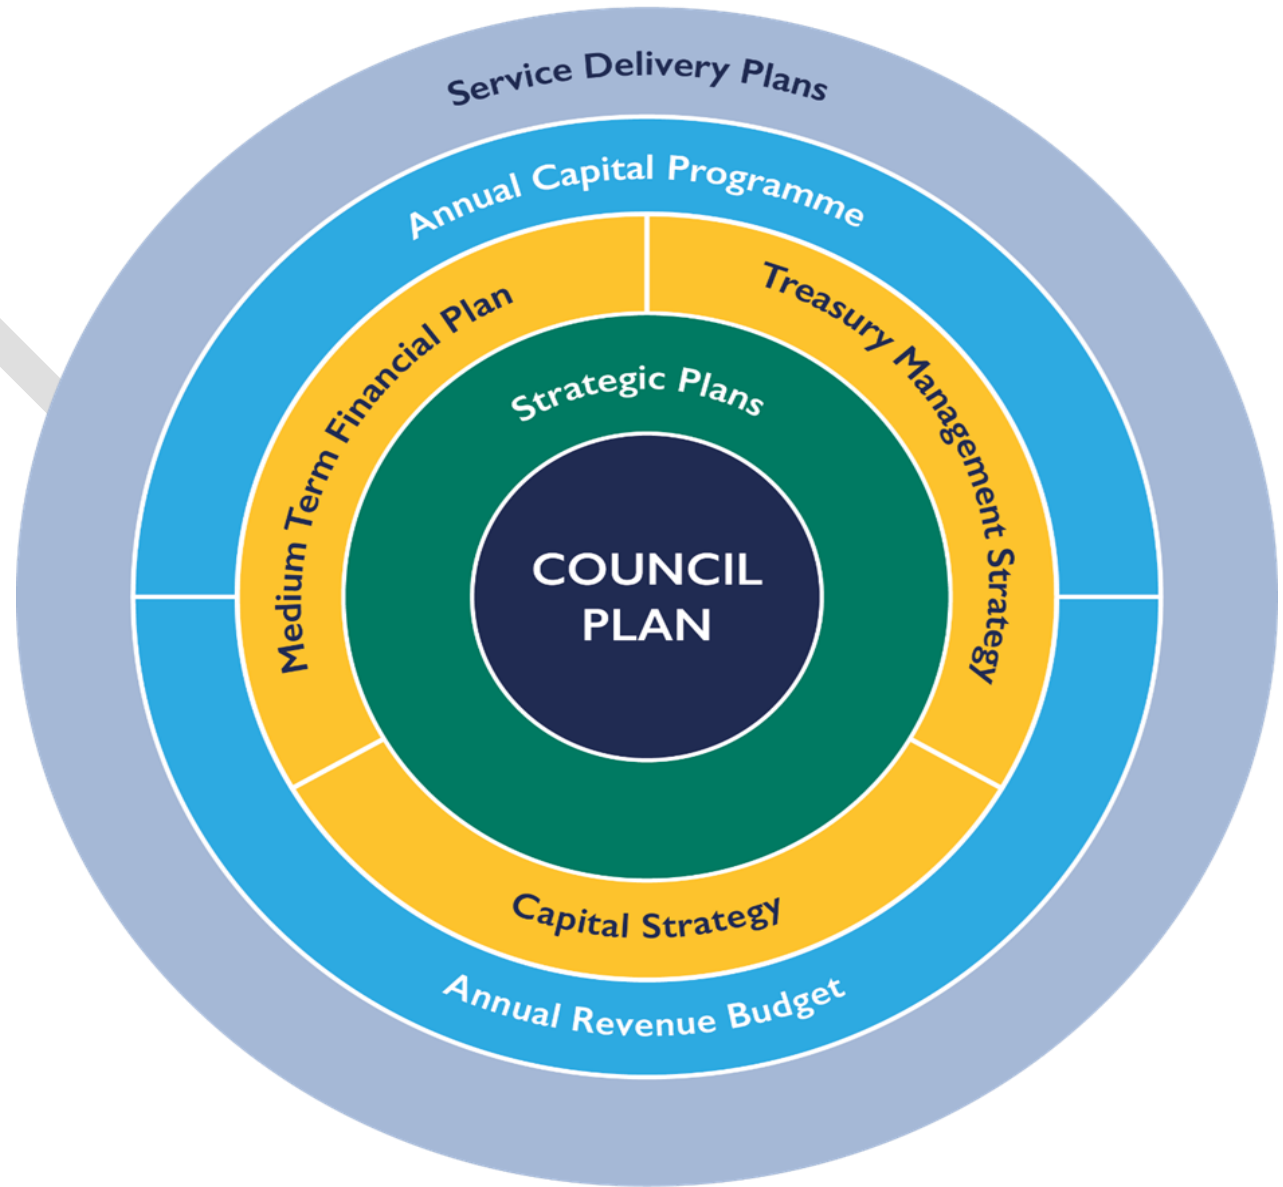 Service Delivery Plans
Annual Capital Programme
Medium Term Financial Plan
Treasury Management Strategy
Strategic Plans
COUNCIL
PLAN
Capital Strategy
Annual Revenue Budget